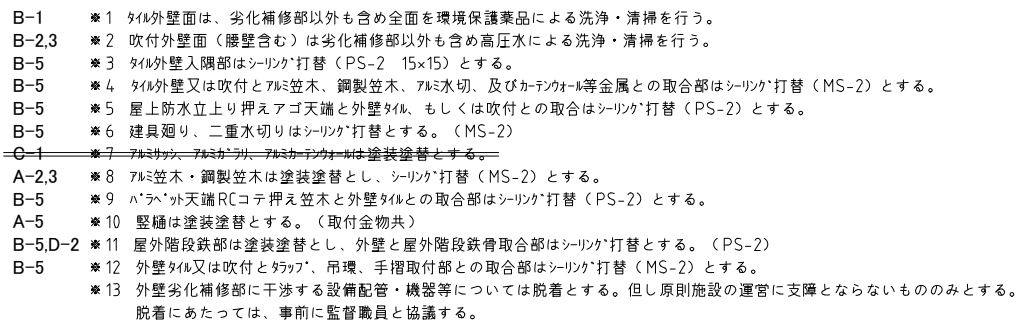 B-1 ※1 ﾀｲﾙ外壁面は、劣化補修部以外も含め全面を環境保護薬品による洗浄・清掃を行う。
B-2,3 ※2 吹付外壁面（腰壁含む）は劣化補修部以外も含め高圧水による洗浄・清掃を行う。
B-5 ※3 ﾀｲﾙ外壁入隅部はｼｰﾘﾝｸﾞ打替（PS-2 15×15）とする。
B-5 ※4 ﾀｲﾙ外壁又は吹付とｱﾙﾐ笠木、鋼製笠木、ｱﾙﾐ水切、及びｶｰﾃﾝｳｫｰﾙ等金属との取合部はｼｰﾘﾝｸﾞ打替（MS-2）とする。
B-5 ※5 屋上防水立上り押えアゴ天端と外壁ﾀｲﾙ、もしくは吹付との取合はｼｰﾘﾝｸﾞ打替（PS-2）とする。
B-5 ※6 建具廻り、二重水切りはｼｰﾘﾝｸﾞ打替とする。（MS-2）
C-1 ※7 ｱﾙﾐｻｯｼ、ｱﾙﾐｶﾞﾗﾘ、ｱﾙﾐｶｰﾃﾝｳｫｰﾙは塗装塗替とする。
A-2,3 ※8 ｱﾙﾐ笠木・鋼製笠木は塗装塗替とし、ｼｰﾘﾝｸﾞ打替（MS-2）とする。
B-5 ※9 ﾊﾟﾗﾍﾟｯﾄ天端RCコテ押え笠木と外壁ﾀｲﾙとの取合部はｼｰﾘﾝｸﾞ打替（PS-2）とする。
A-5 ※10 竪樋は塗装塗替とする。（取付金物共）
B-5,D-2 ※11 屋外階段鉄部は塗装塗替とし、外壁と屋外階段鉄骨取合部はｼｰﾘﾝｸﾞ打替とする。（PS-2）
B-5 ※12 外壁ﾀｲﾙ又は吹付とﾀﾗｯﾌﾟ、吊環、手摺取付部との取合部はｼｰﾘﾝｸﾞ打替（MS-2）とする。
※13 外壁劣化補修部に干渉する設備配管・機器等については脱着とする。但し原則施設の運営に支障とならないもののみとする。
脱着にあたっては、事前に監督職員と協議する。